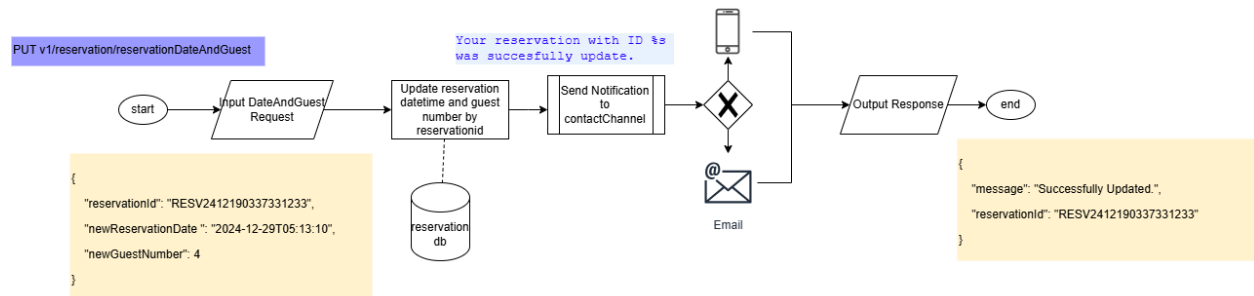 PUT v1/reservation/reservationDateAndGuest
Your reservation with ID %s
was succesfully update.
start
Input DateAndGuest
Request
Update reservation
datetime and guest
number by
reservationid
Send Notification
to
contactChannel
Output Response
end
reservation
db
@
Email
{
"reservationId": "RESV2412190337331233",
"newReservationDate ": "2024-12-29T05:13:10",
"newGuestNumber": 4
}
{
"message": "Successfully Updated.",
"reservationId": "RESV2412190337331233"
}